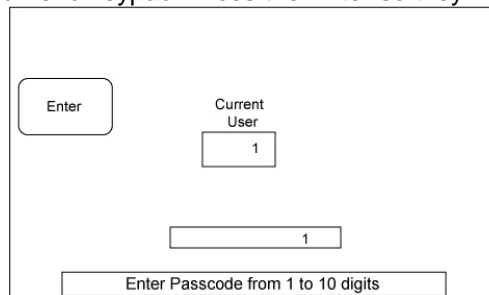 Enter
Current
User
1
1
Enter Passcode from 1 to 10 digits